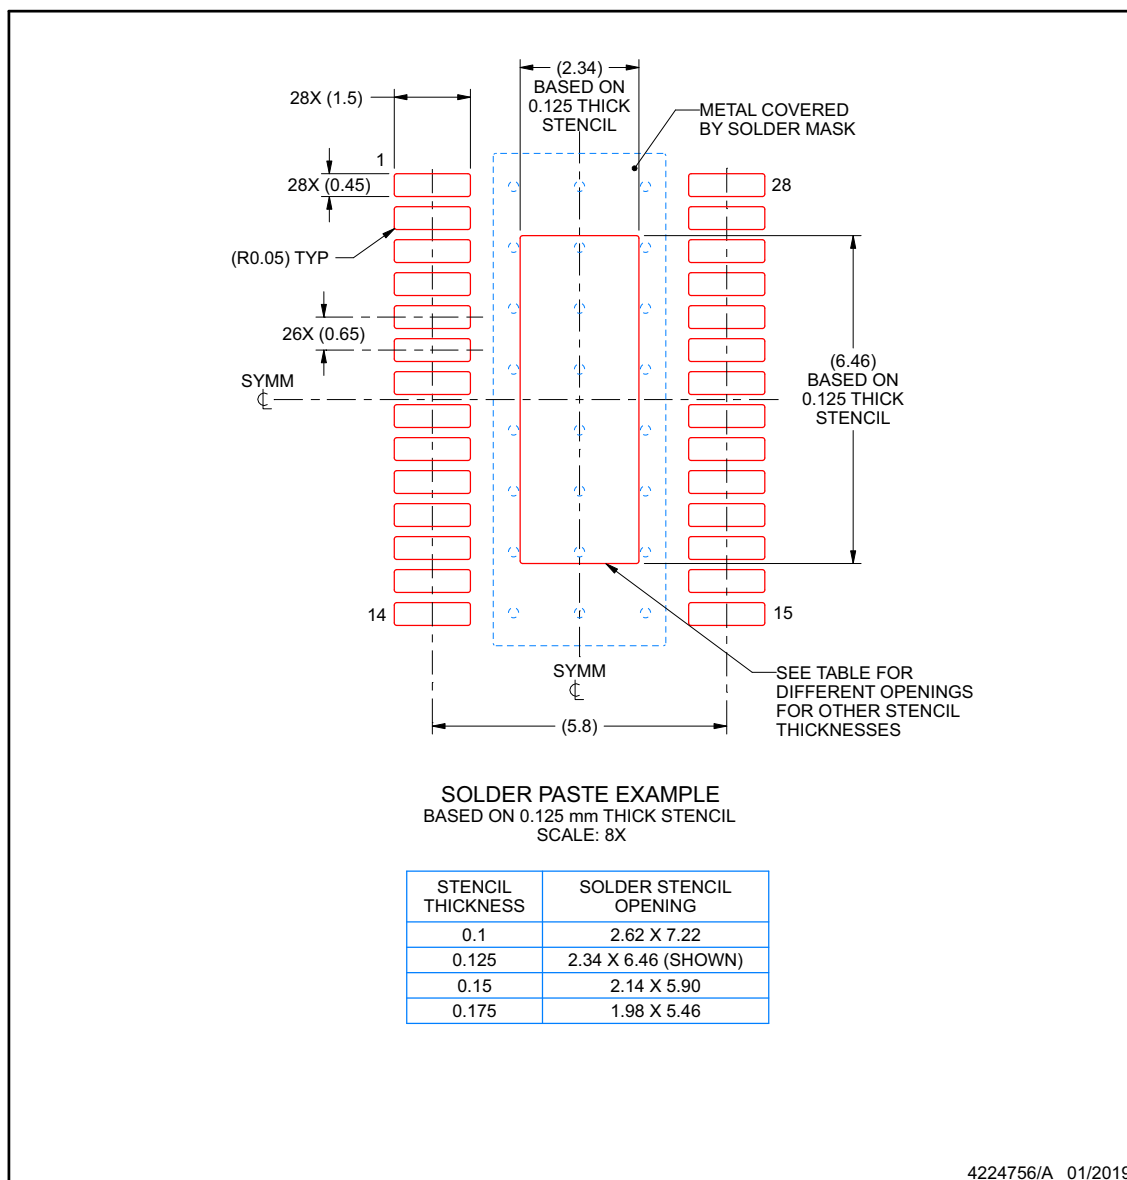 (2.34)
BASED ON
0.125 THICK
STENCIL
28X (1.5)
METAL COVERED
BY SOLDER MASK
1
28X (0.45)
28
(R0.05) TYP
26X (0.65)
SYMM
(6.46)
BASED ON
0.125 THICK
STENCIL
14
15
SYMM
SEE TABLE FOR
DIFFERENT OPENINGS
FOR OTHER STENCIL
THICKNESSES
(5.8)
SOLDER PASTE EXAMPLE
BASED ON 0.125 mm THICK STENCIL
SCALE: 8X
STENCIL THICKNESS
SOLDER STENCIL OPENING
0.1 2.62 X 7.22
0.125 2.34 X 6.46 (SHOWN)
0.15 2.14 X 5.90
0.175 1.98 X 5.46
4224756/A 01/2019